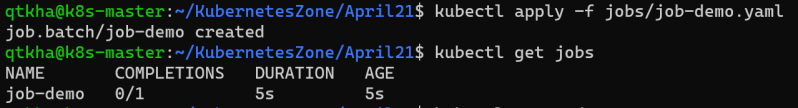 qtkha@k8s-master:~/KubernetesZone/April21$ kubectl apply -f jobs/job-demo.yaml
job.batch/job-demo created
qtkha@k8s-master:~/KubernetesZone/April21$ kubectl get jobs
NAME       COMPLETIONS   DURATION   AGE
job-demo   0/1           5s         5s